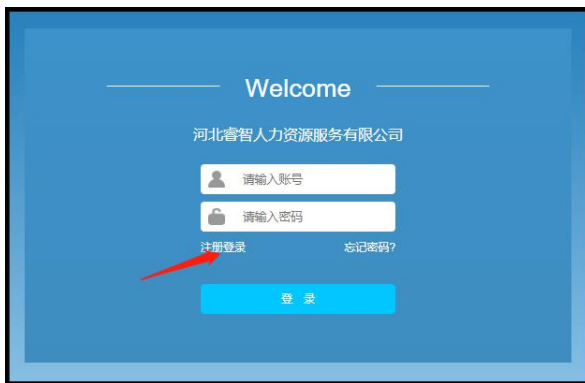 Welcome
河北睿智人力资源服务有限公司
请输入账号
请输入密码
注册登录 忘记密码?
登 录